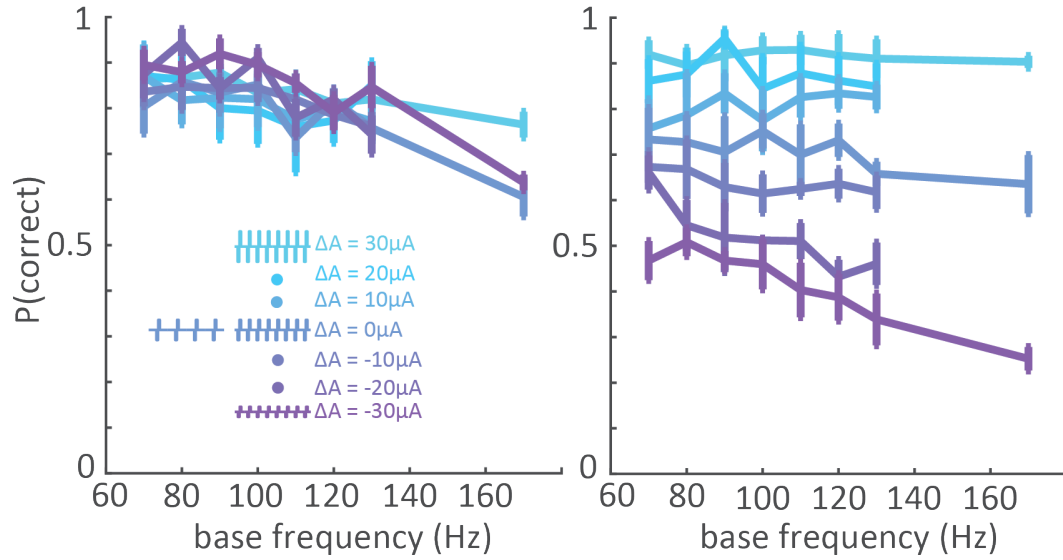 P(correct)
1
0.5
0
60
80
100
120
140
160
base frequency (Hz)
ΔA = 30μA
ΔA = 20μA
ΔA = 10μA
ΔA = 0μA
ΔA = -10μA
ΔA = -20μA
ΔA = -30μA
1
0.5
0
60
80
100
120
140
160
base frequency (Hz)